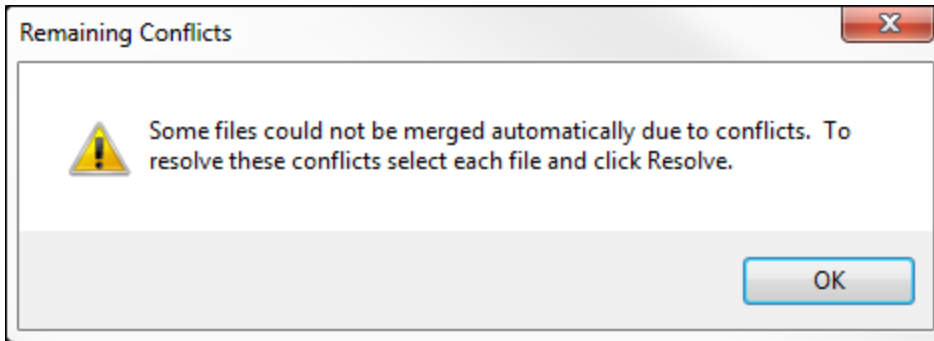 Remaining Conflicts
Some files could not be merged automatically due to conflicts.  To
resolve these conflicts select each file and click Resolve.
OK